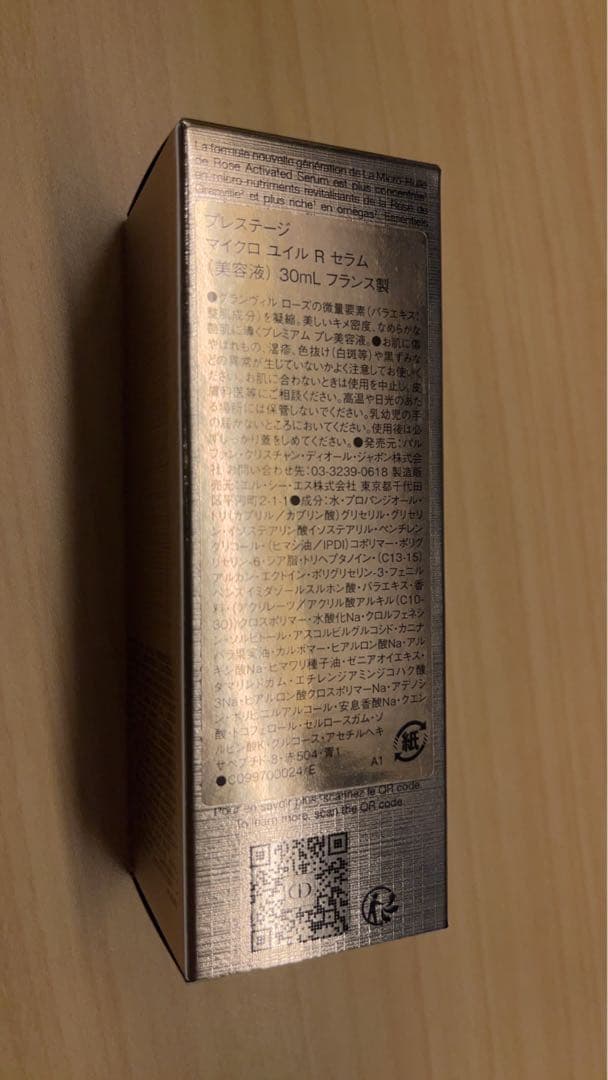 La formule nouvelle génération de La Micro-Huile
de Rose Activated Serum est plus concentrée¹
en micro-nutriments revitalisants de la Rose de
Granville² et plus riche¹ en omégas³. Essentiels
プレステージ
マイクロ ユイル R セラム
(美容液) 30mL フランス製
●グランヴィル ローズの微量要素(バラエキス:
整肌成分)を凝縮。美しいキメ密度、なめらかな
艶肌に導くプレミアム プレ美容液。●お肌に傷
やはれもの、湿疹、色抜け(白斑等)や黒ずみな
どの異常が生じていないかよく注意してお使いく
ださい。お肌に合わないときは使用を中止し、皮
膚科医等にご相談ください。高温や日光のあた
る場所には保管しないでください。乳幼児の手
の届かないところにおいてください。使用後は必
ずしっかり蓋をしめてください。●発売元:パル
ファン・クリスチャン・ディオール・ジャポン株式会
社 お問い合わせ先:03-3239-0618 製造販
売元:エル・シー・エス株式会社 東京都千代田
区平河町2-1-1●成分:水・プロパンジオール・
トリ(カプリル/カプリン酸)グリセリル・グリセリ
ン・イソステアリン酸イソステアリル・ペンチレン
グリコール・(ヒマシ油/IPDI)コポリマー・ポリグ
リセリン-6・シア脂・トリヘプタノイン・(C13-15)
アルカン・エクトイン・ポリグリセリン-3・フェニル
ベンズイミダゾールスルホン酸・バラエキス・香
料・(アクリレーツ/アクリル酸アルキル(C10-
30))クロスポリマー・水酸化Na・クロルフェネシ
ン・ソルビトール・アスコルビルグルコシド・カニナ
バラ果実油・カルボマー・ヒアルロン酸Na・アル
ギン酸Na・ヒマワリ種子油・ゼニアオイエキス・
タマリンドガム・エチレンジアミンジコハク酸
3Na・ヒアルロン酸クロスポリマーNa・アデノシ
ン・ポリビニルアルコール・安息香酸Na・クエン
酸・トコフェロール・セルロースガム・ソ
ルビン酸K・グルコース・アセチルヘキ
サペプチド-8・赤504・青1
●C099700024/E
A1
紙
Pour en savoir plus, scannez le QR code.
To learn more, scan the QR code.
CD